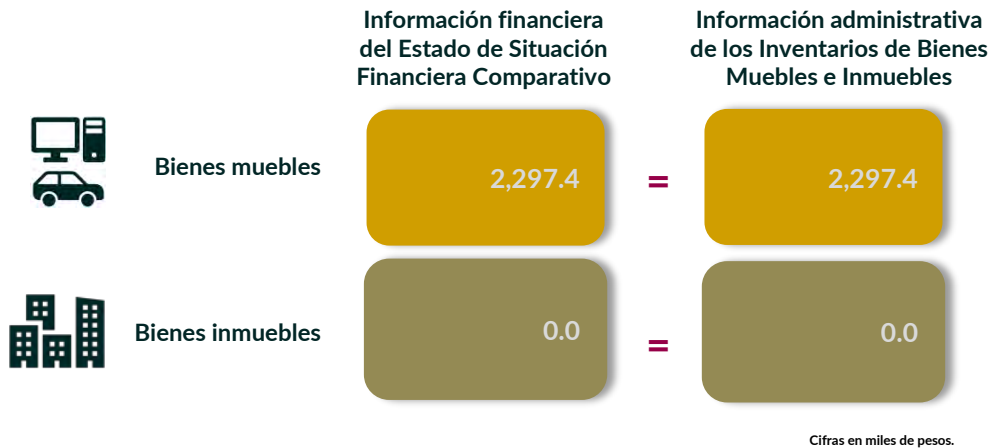 Información financiera
del Estado de Situación
Financiera Comparativo
Información administrativa
de los Inventarios de Bienes
Muebles e Inmuebles
Bienes muebles
2,297.4
=
2,297.4
Bienes inmuebles
0.0
=
0.0
Cifras en miles de pesos.